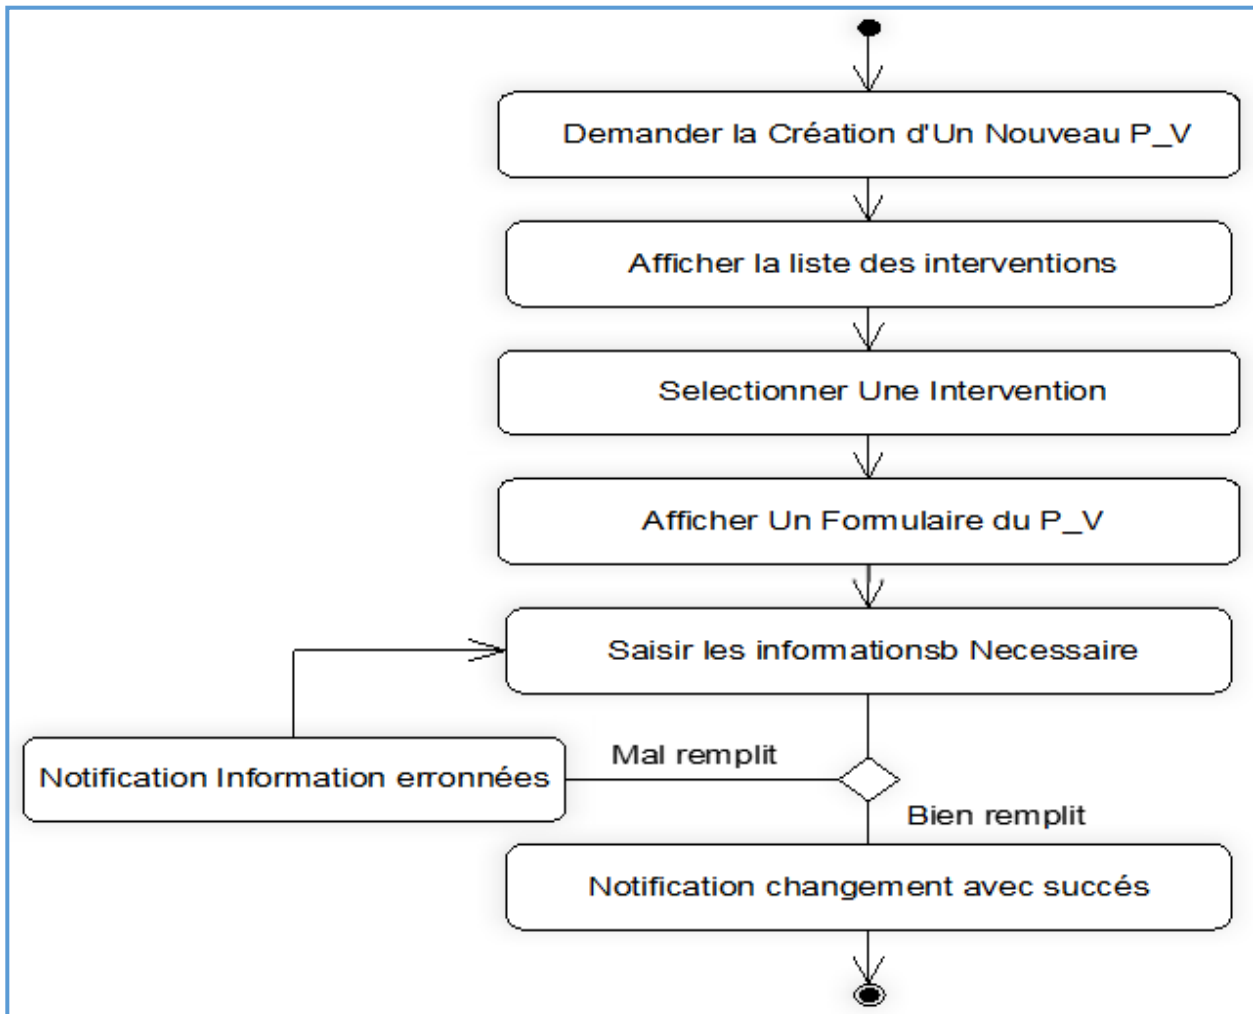 Demander la Création d'Un Nouveau P_V
Afficher la liste des interventions
Selectionner Une Intervention
Afficher Un Formulaire du P_V
Saisir les informationsb Necessaire
Mal remplit
Notification Information erronnées
Bien remplit
Notification changement avec succés